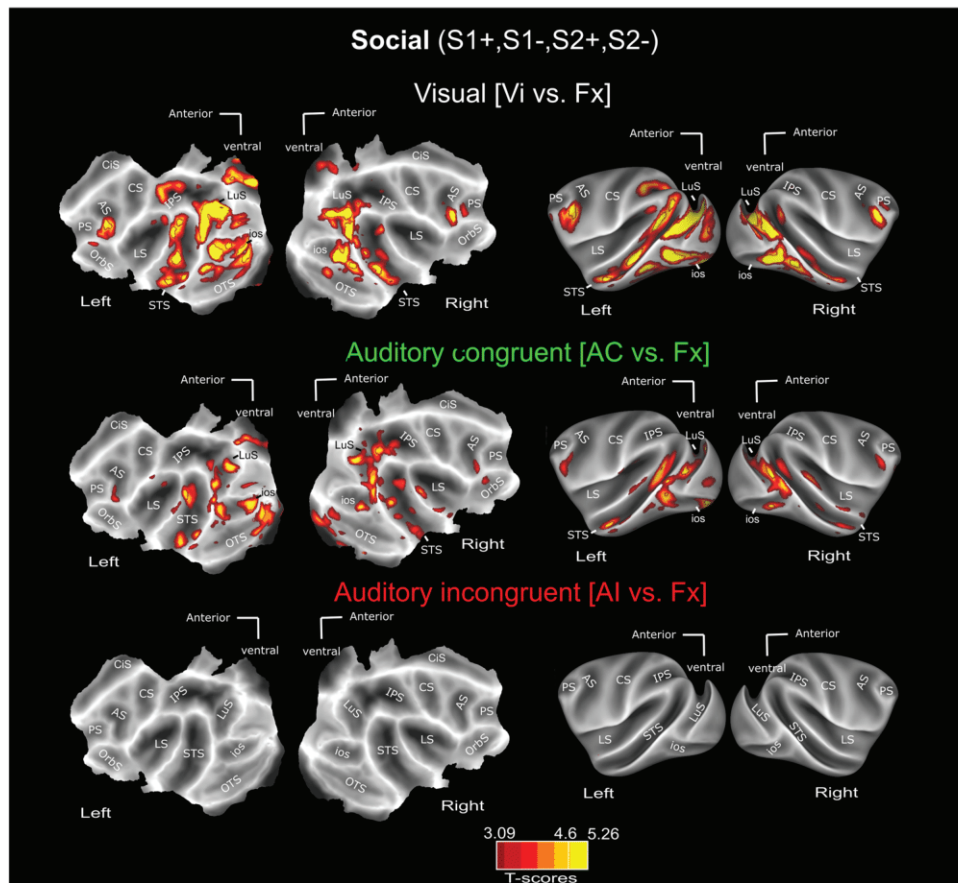 Social (S1+,S1-,S2+,S2-)
Visual [Vi vs. Fx]
Anterior
ventral
Anterior
ventral
Anterior
ventral
Anterior
ventral
CiS
CS
IPS
LuS
AS
PS
OrbS
LS
ios
STS
OTS
Left
CiS
LuS
IPS
CS
AS
PS
OrbS
ios
LS
OTS
STS
Right
PS
AS
CS
LuS
LS
ios
STS
Left
LuS
IPS
CS
AS
PS
LS
ios
STS
Right
Auditory congruent [AC vs. Fx]
Anterior
ventral
Anterior
ventral
Anterior
ventral
Anterior
ventral
CiS
CS
IPS
LuS
AS
PS
OrbS
LS
STS
ios
OTS
Left
CiS
LuS
IPS
CS
AS
PS
OrbS
ios
LS
OTS
STS
Right
PS
AS
CS
IPS
LuS
LS
ios
STS
Left
LuS
IPS
CS
AS
PS
LS
ios
STS
Right
Auditory incongruent [AI vs. Fx]
Anterior
ventral
Anterior
ventral
Anterior
ventral
Anterior
ventral
CiS
CS
IPS
LuS
AS
PS
OrbS
LS
STS
ios
OTS
Left
CiS
LuS
IPS
CS
AS
PS
OrbS
ios
STS
LS
OTS
Right
PS
AS
CS
IPS
LuS
LS
STS
ios
Left
LuS
IPS
CS
AS
PS
STS
LS
ios
Right
3.09 4.6 5.26
T-scores